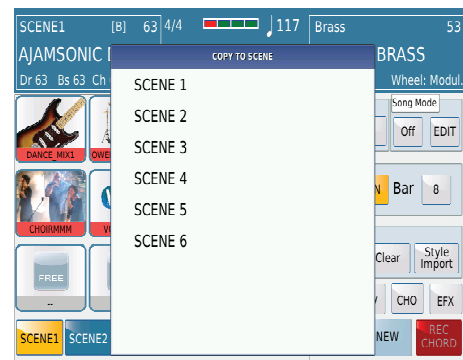 SCENE1 [B] 63 4/4 117 Brass 53
AJAMSONIC BRASS
Dr 63 Bs 63 Ch Wheel: Modul.
COPY TO SCENE
SCENE 1
SCENE 2
SCENE 3
SCENE 4
SCENE 5
SCENE 6
Song Mode
Off EDIT
DANCE_MIX1
Bar 8
CHOIRMMM
Clear Style Import
FREE
--
CHO EFX
SCENE1 SCENE2 NEW REC CHORD